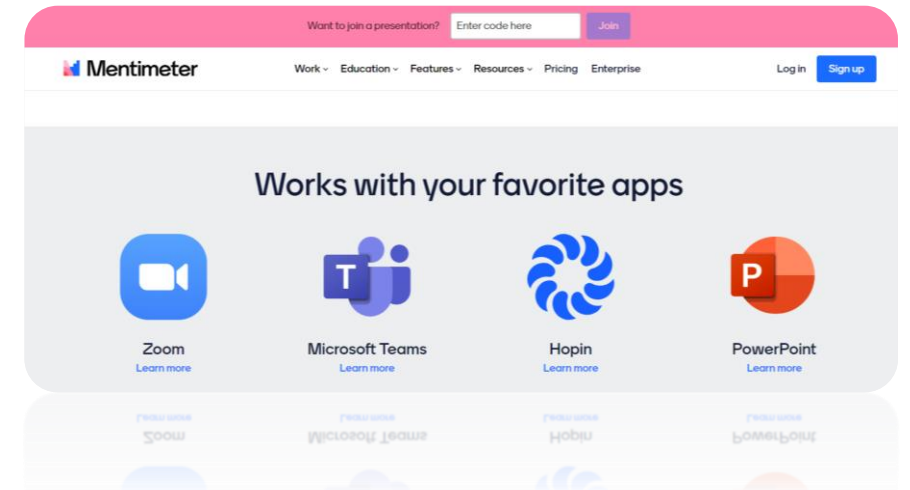 Want to join a presentation? Enter code here Join
Mentimeter Work Education Features Resources Pricing Enterprise Log in Sign up
Works with your favorite apps
T P
Zoom Microsoft Teams Hopin PowerPoint
Learn more Learn more Learn more Learn more